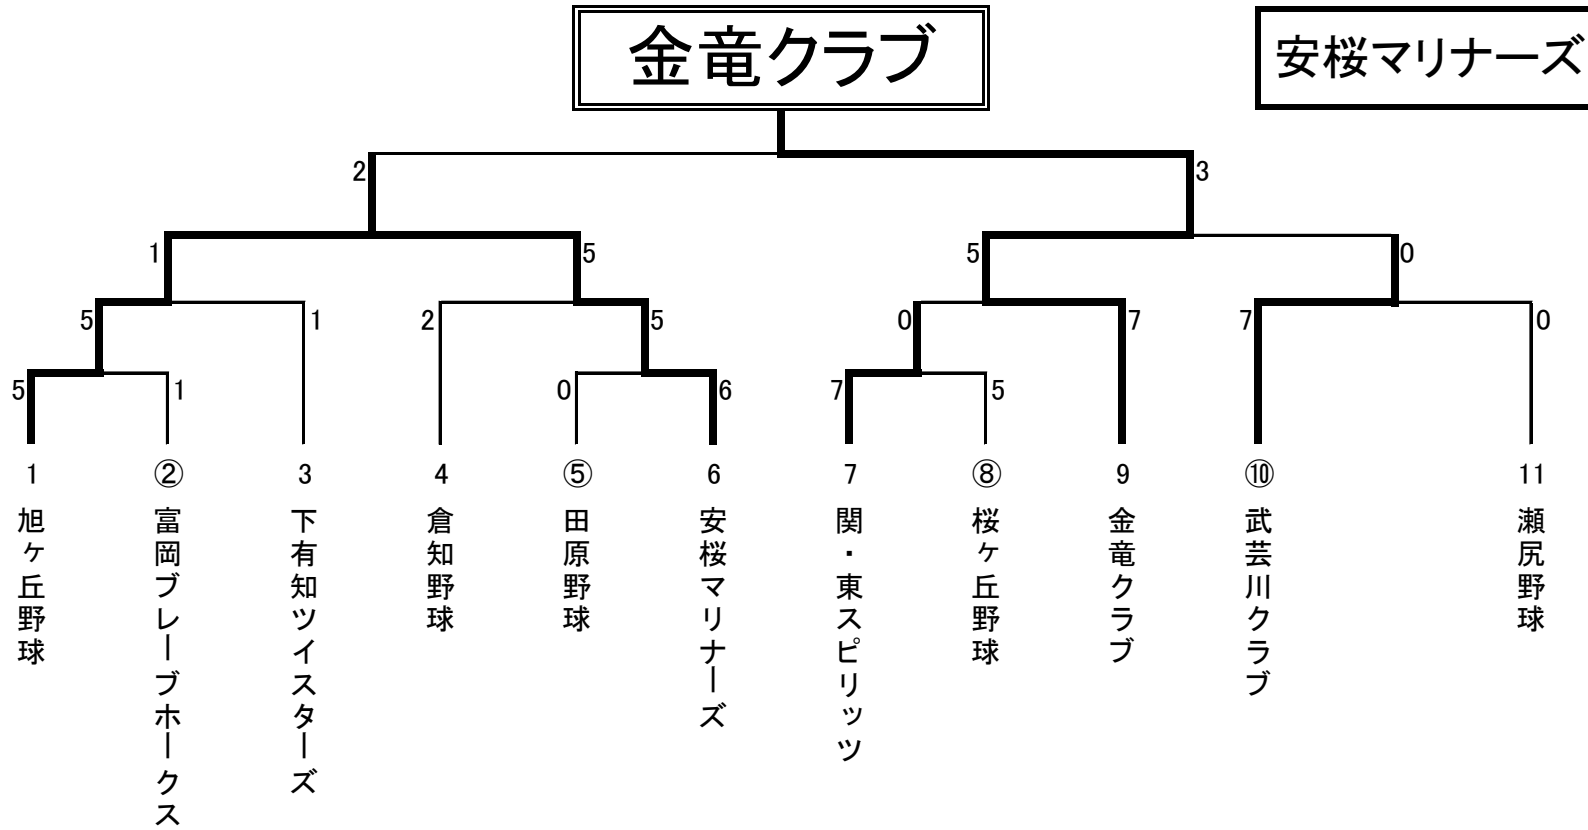 金竜クラブ
安桜マリナーズ
2
3
1
5
5
0
5
1
2
5
0
7
7
0
5
1
0
6
7
5
1
②
3
4
⑤
6
7
⑧
9
⑩
11
旭ヶ丘野球
富岡ブレーブホークス
下有知ツイスターズ
倉知野球
田原野球
安桜マリナーズ
関・東スピリッツ
桜ヶ丘野球
金竜クラブ
武芸川クラブ
瀬尻野球